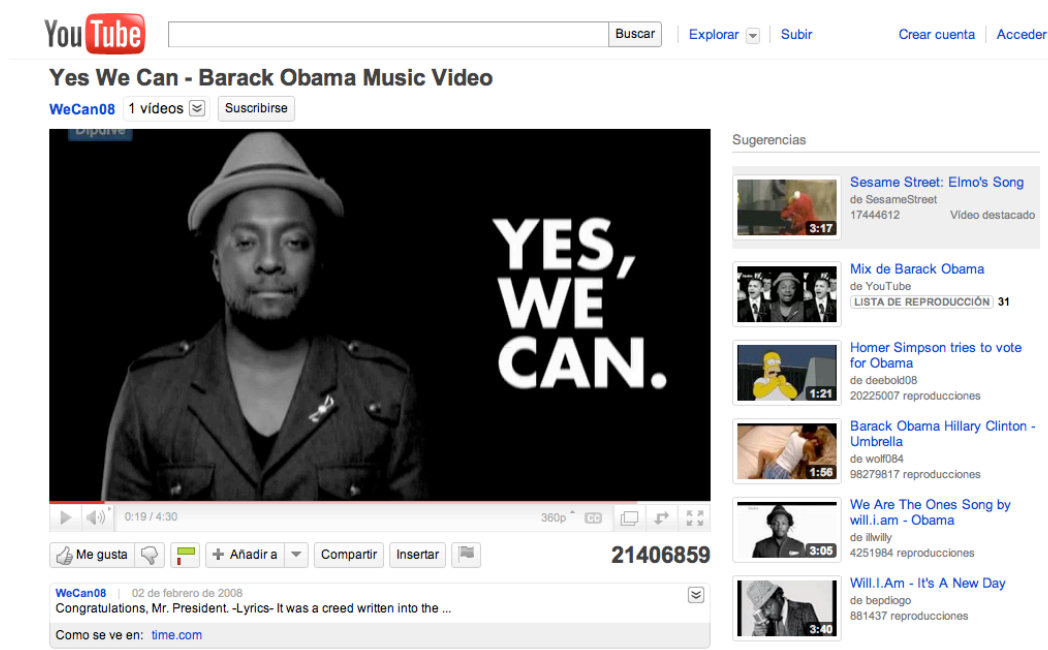 YouTube
Buscar
Explorar
Subir
Crear cuenta
Acceder
Yes We Can - Barack Obama Music Video
WeCan08
1 vídeos
Suscribirse
Dipdive
YES,
WE
CAN.
0:19 / 4:30
360p
CC
Me gusta
Añadir a
Compartir
Insertar
21406859
WeCan08
02 de febrero de 2008
Congratulations, Mr. President. -Lyrics- It was a creed written into the ...
Como se ve en: time.com
Sugerencias
3:17
Sesame Street: Elmo's Song
de SesameStreet
17444612
Vídeo destacado
Mix de Barack Obama
de YouTube
LISTA DE REPRODUCCIÓN 31
1:21
Homer Simpson tries to vote
for Obama
de deebold08
20225007 reproducciones
1:56
Barack Obama Hillary Clinton -
Umbrella
de wolf084
98279817 reproducciones
3:05
We Are The Ones Song by
will.i.am - Obama
de illwilly
4251984 reproducciones
3:40
Will.I.Am - It's A New Day
de bepdiogo
881437 reproducciones